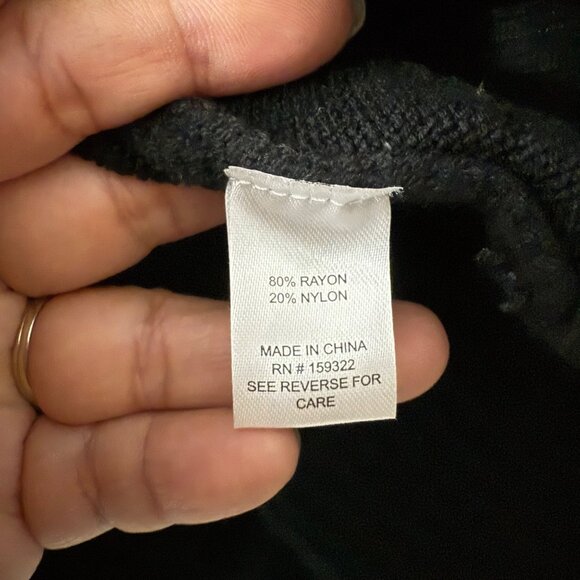 80% RAYON
20% NYLON
MADE IN CHINA
RN # 159322
SEE REVERSE FOR
CARE